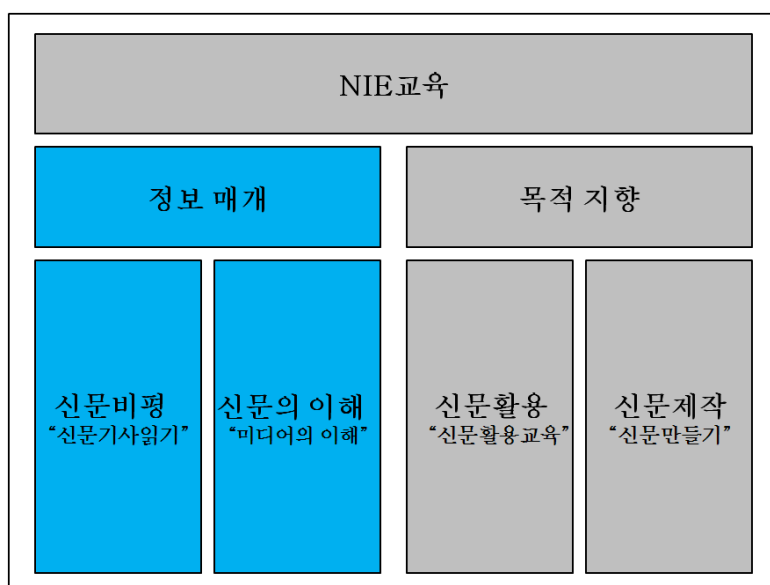 NIE교육
정보 매개
목적 지향
신문비평
“신문기사읽기”
신문의 이해
“미디어의 이해”
신문활용
“신문활용교육”
신문제작
“신문만들기”